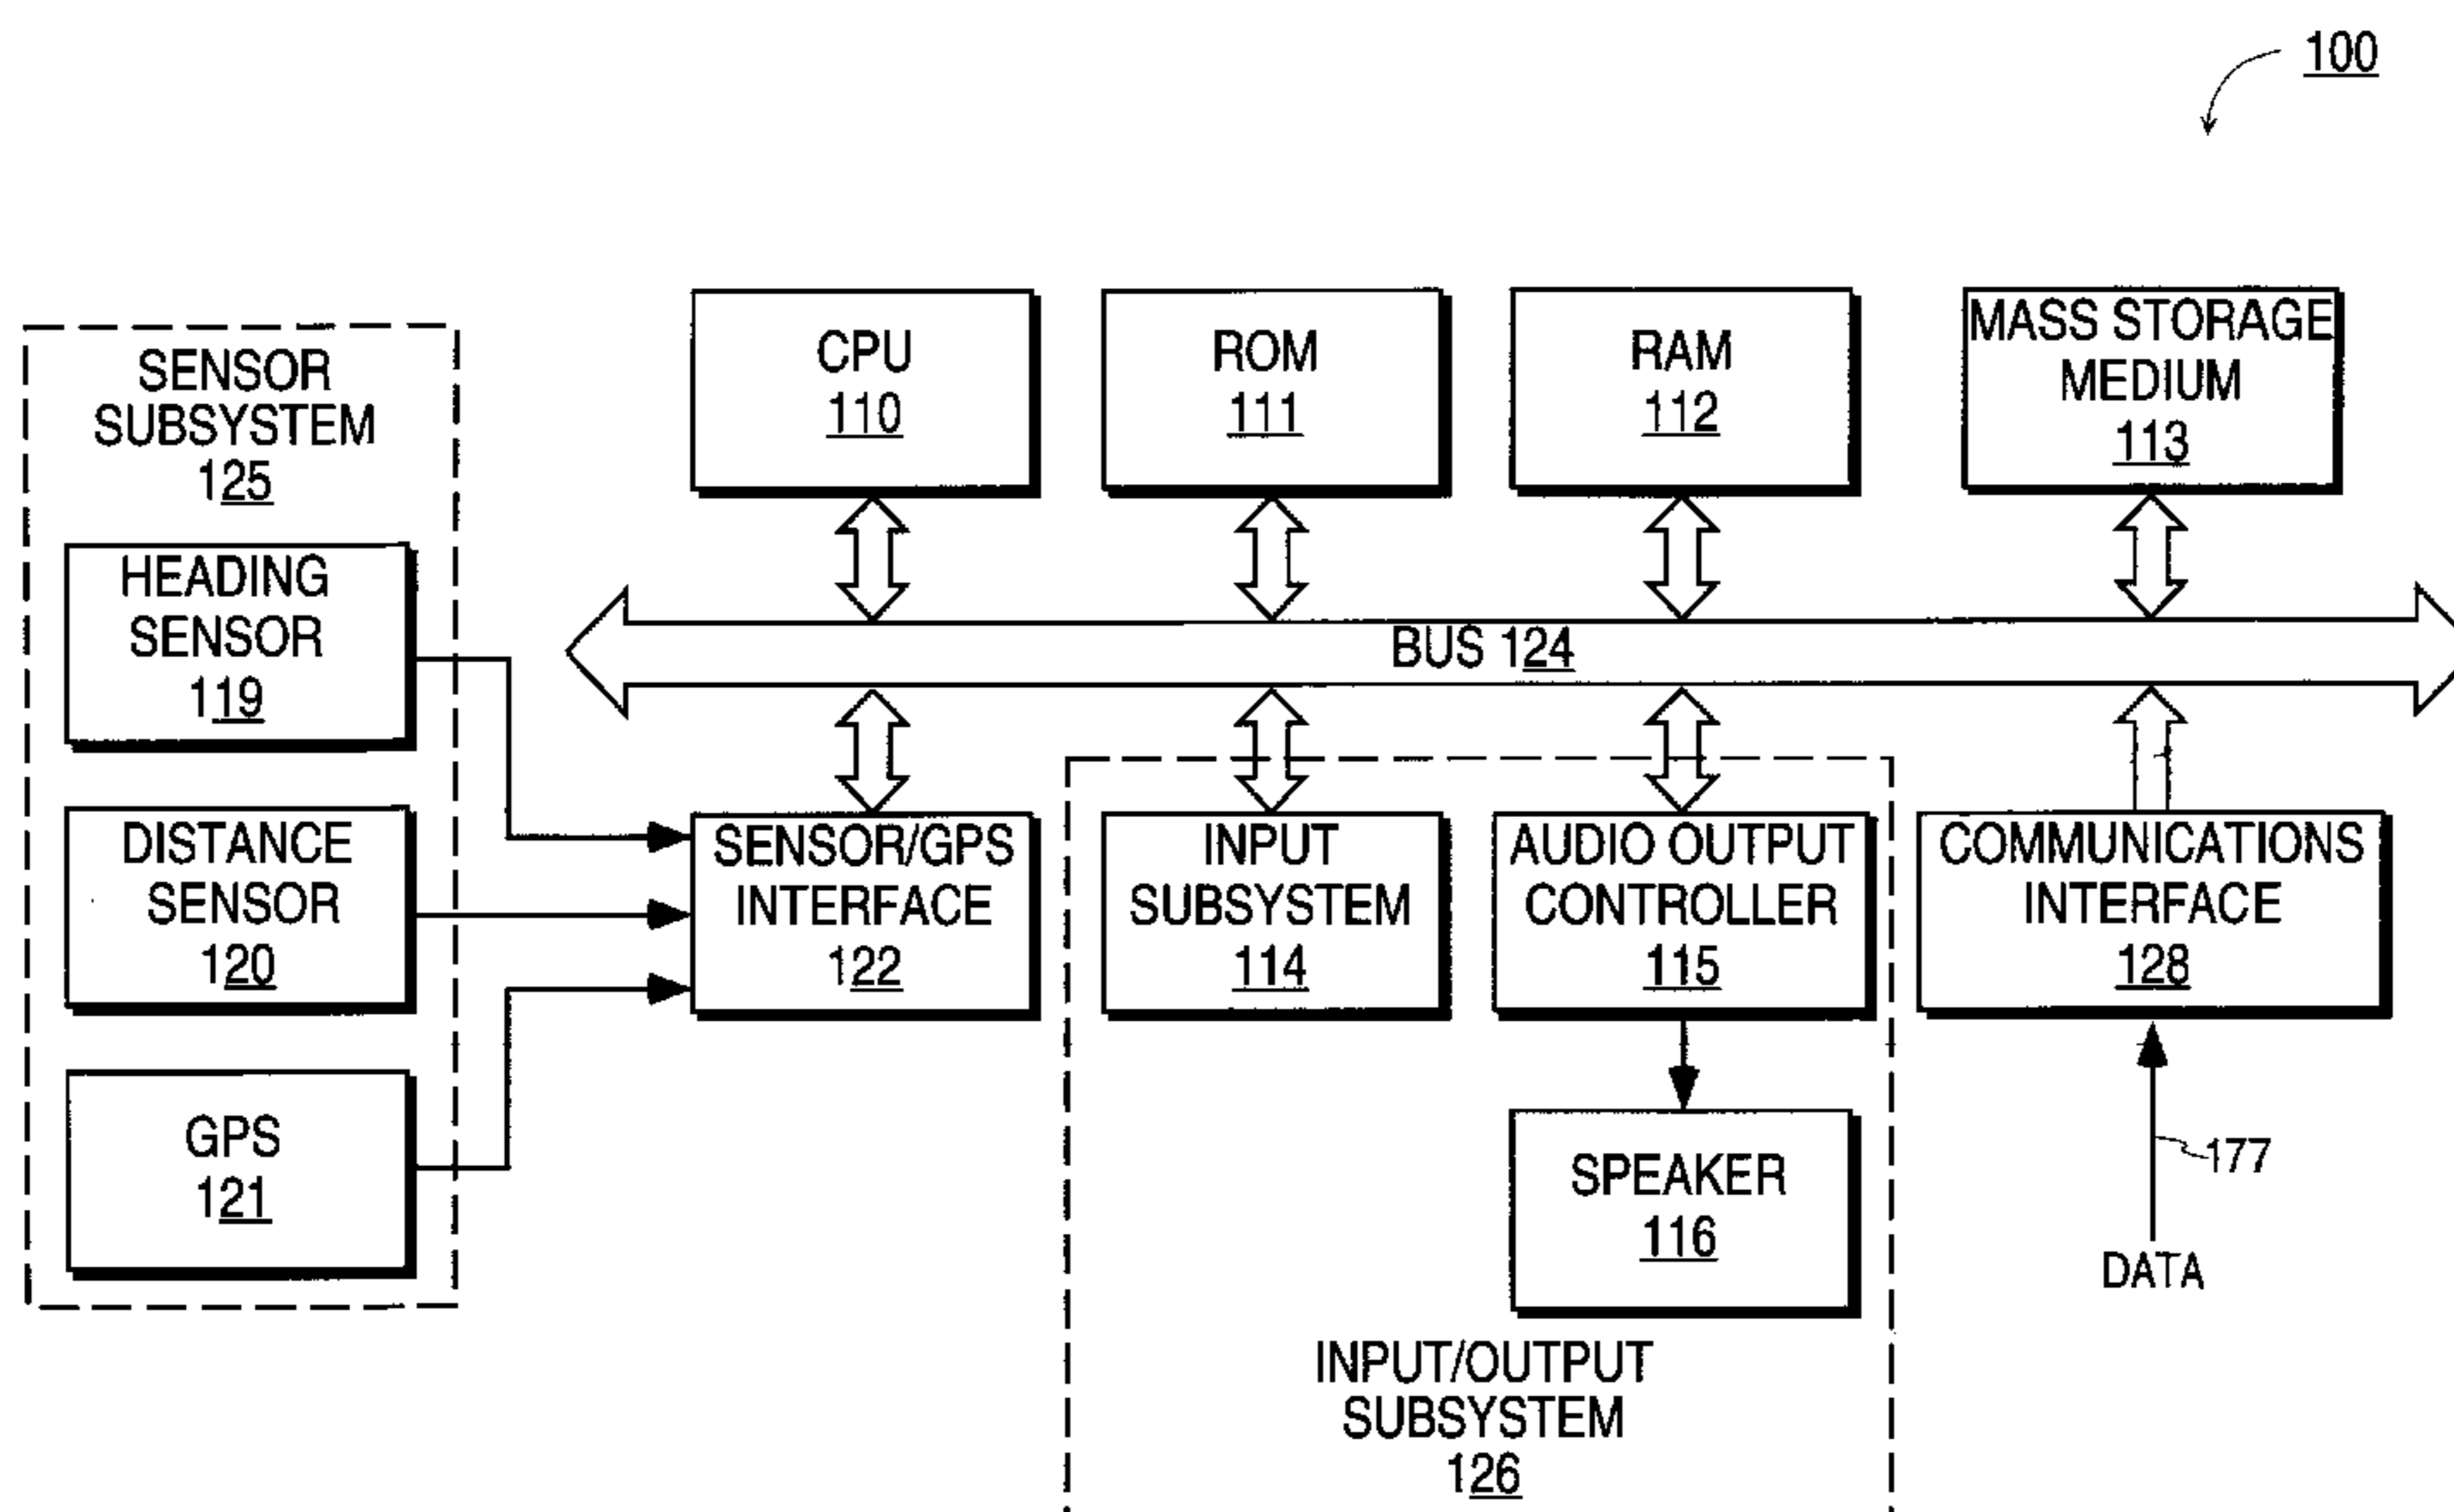 100
SENSOR
SUBSYSTEM
125
HEADING
SENSOR
119
DISTANCE
SENSOR
120
GPS
121
CPU
110
ROM
111
RAM
112
MASS STORAGE
MEDIUM
113
BUS 124
SENSOR/GPS
INTERFACE
122
INPUT
SUBSYSTEM
114
AUDIO OUTPUT
CONTROLLER
115
COMMUNICATIONS
INTERFACE
128
SPEAKER
116
177
DATA
INPUT/OUTPUT
SUBSYSTEM
126